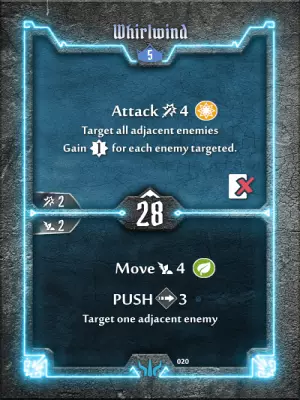 Whirlwind
5
Attack 4
Target all adjacent enemies
Gain 1 for each enemy targeted.
2
28
2
Move 4
PUSH 3
Target one adjacent enemy
020